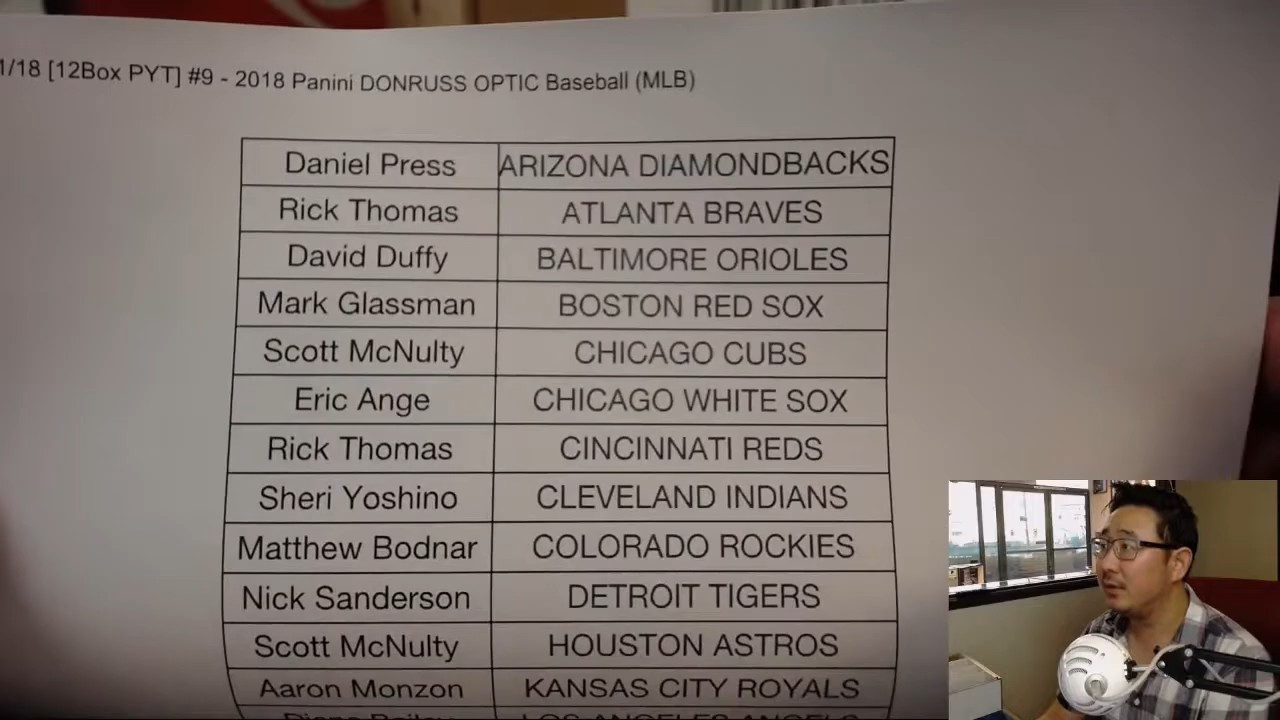 1/18 [12Box PYT] #9 - 2018 Panini DONRUSS OPTIC Baseball (MLB)
Daniel Press ARIZONA DIAMONDBACKS
Rick Thomas ATLANTA BRAVES
David Duffy BALTIMORE ORIOLES
Mark Glassman BOSTON RED SOX
Scott McNulty CHICAGO CUBS
Eric Ange CHICAGO WHITE SOX
Rick Thomas CINCINNATI REDS
Sheri Yoshino CLEVELAND INDIANS
Matthew Bodnar COLORADO ROCKIES
Nick Sanderson DETROIT TIGERS
Scott McNulty HOUSTON ASTROS
Aaron Monzon KANSAS CITY ROYALS
LOS ANGELES ANGELS